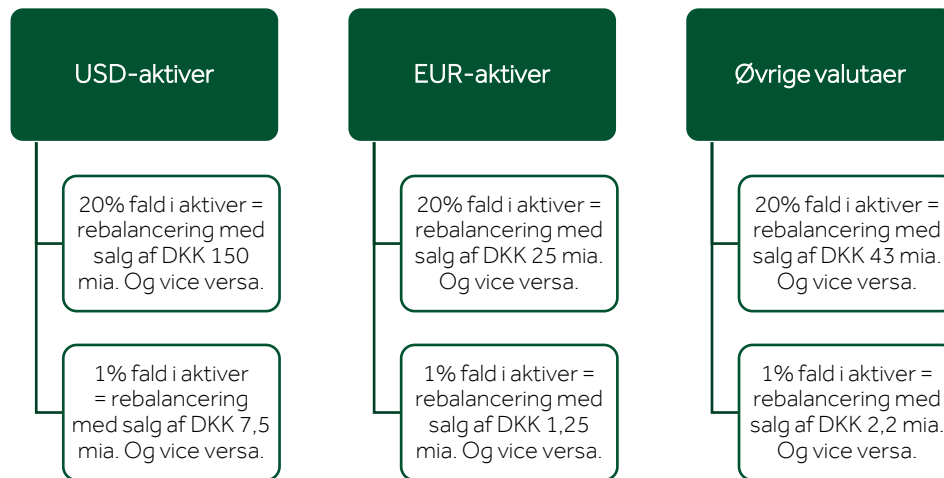 USD-aktiver
20% fald i aktiver =
rebalancering med
salg af DKK 150
mia. Og vice versa.
1% fald i aktiver
= rebalancering
med salg af DKK 7,5
mia. Og vice versa.
EUR-aktiver
20% fald i aktiver =
rebalancering med
salg af DKK 25 mia.
Og vice versa.
1% fald i aktiver =
rebalancering med
salg af DKK 1,25
mia. Og vice versa.
Øvrige valutaer
20% fald i aktiver =
rebalancering med
salg af DKK 43 mia.
Og vice versa.
1% fald i aktiver =
rebalancering med
salg af DKK 2,2 mia.
Og vice versa.